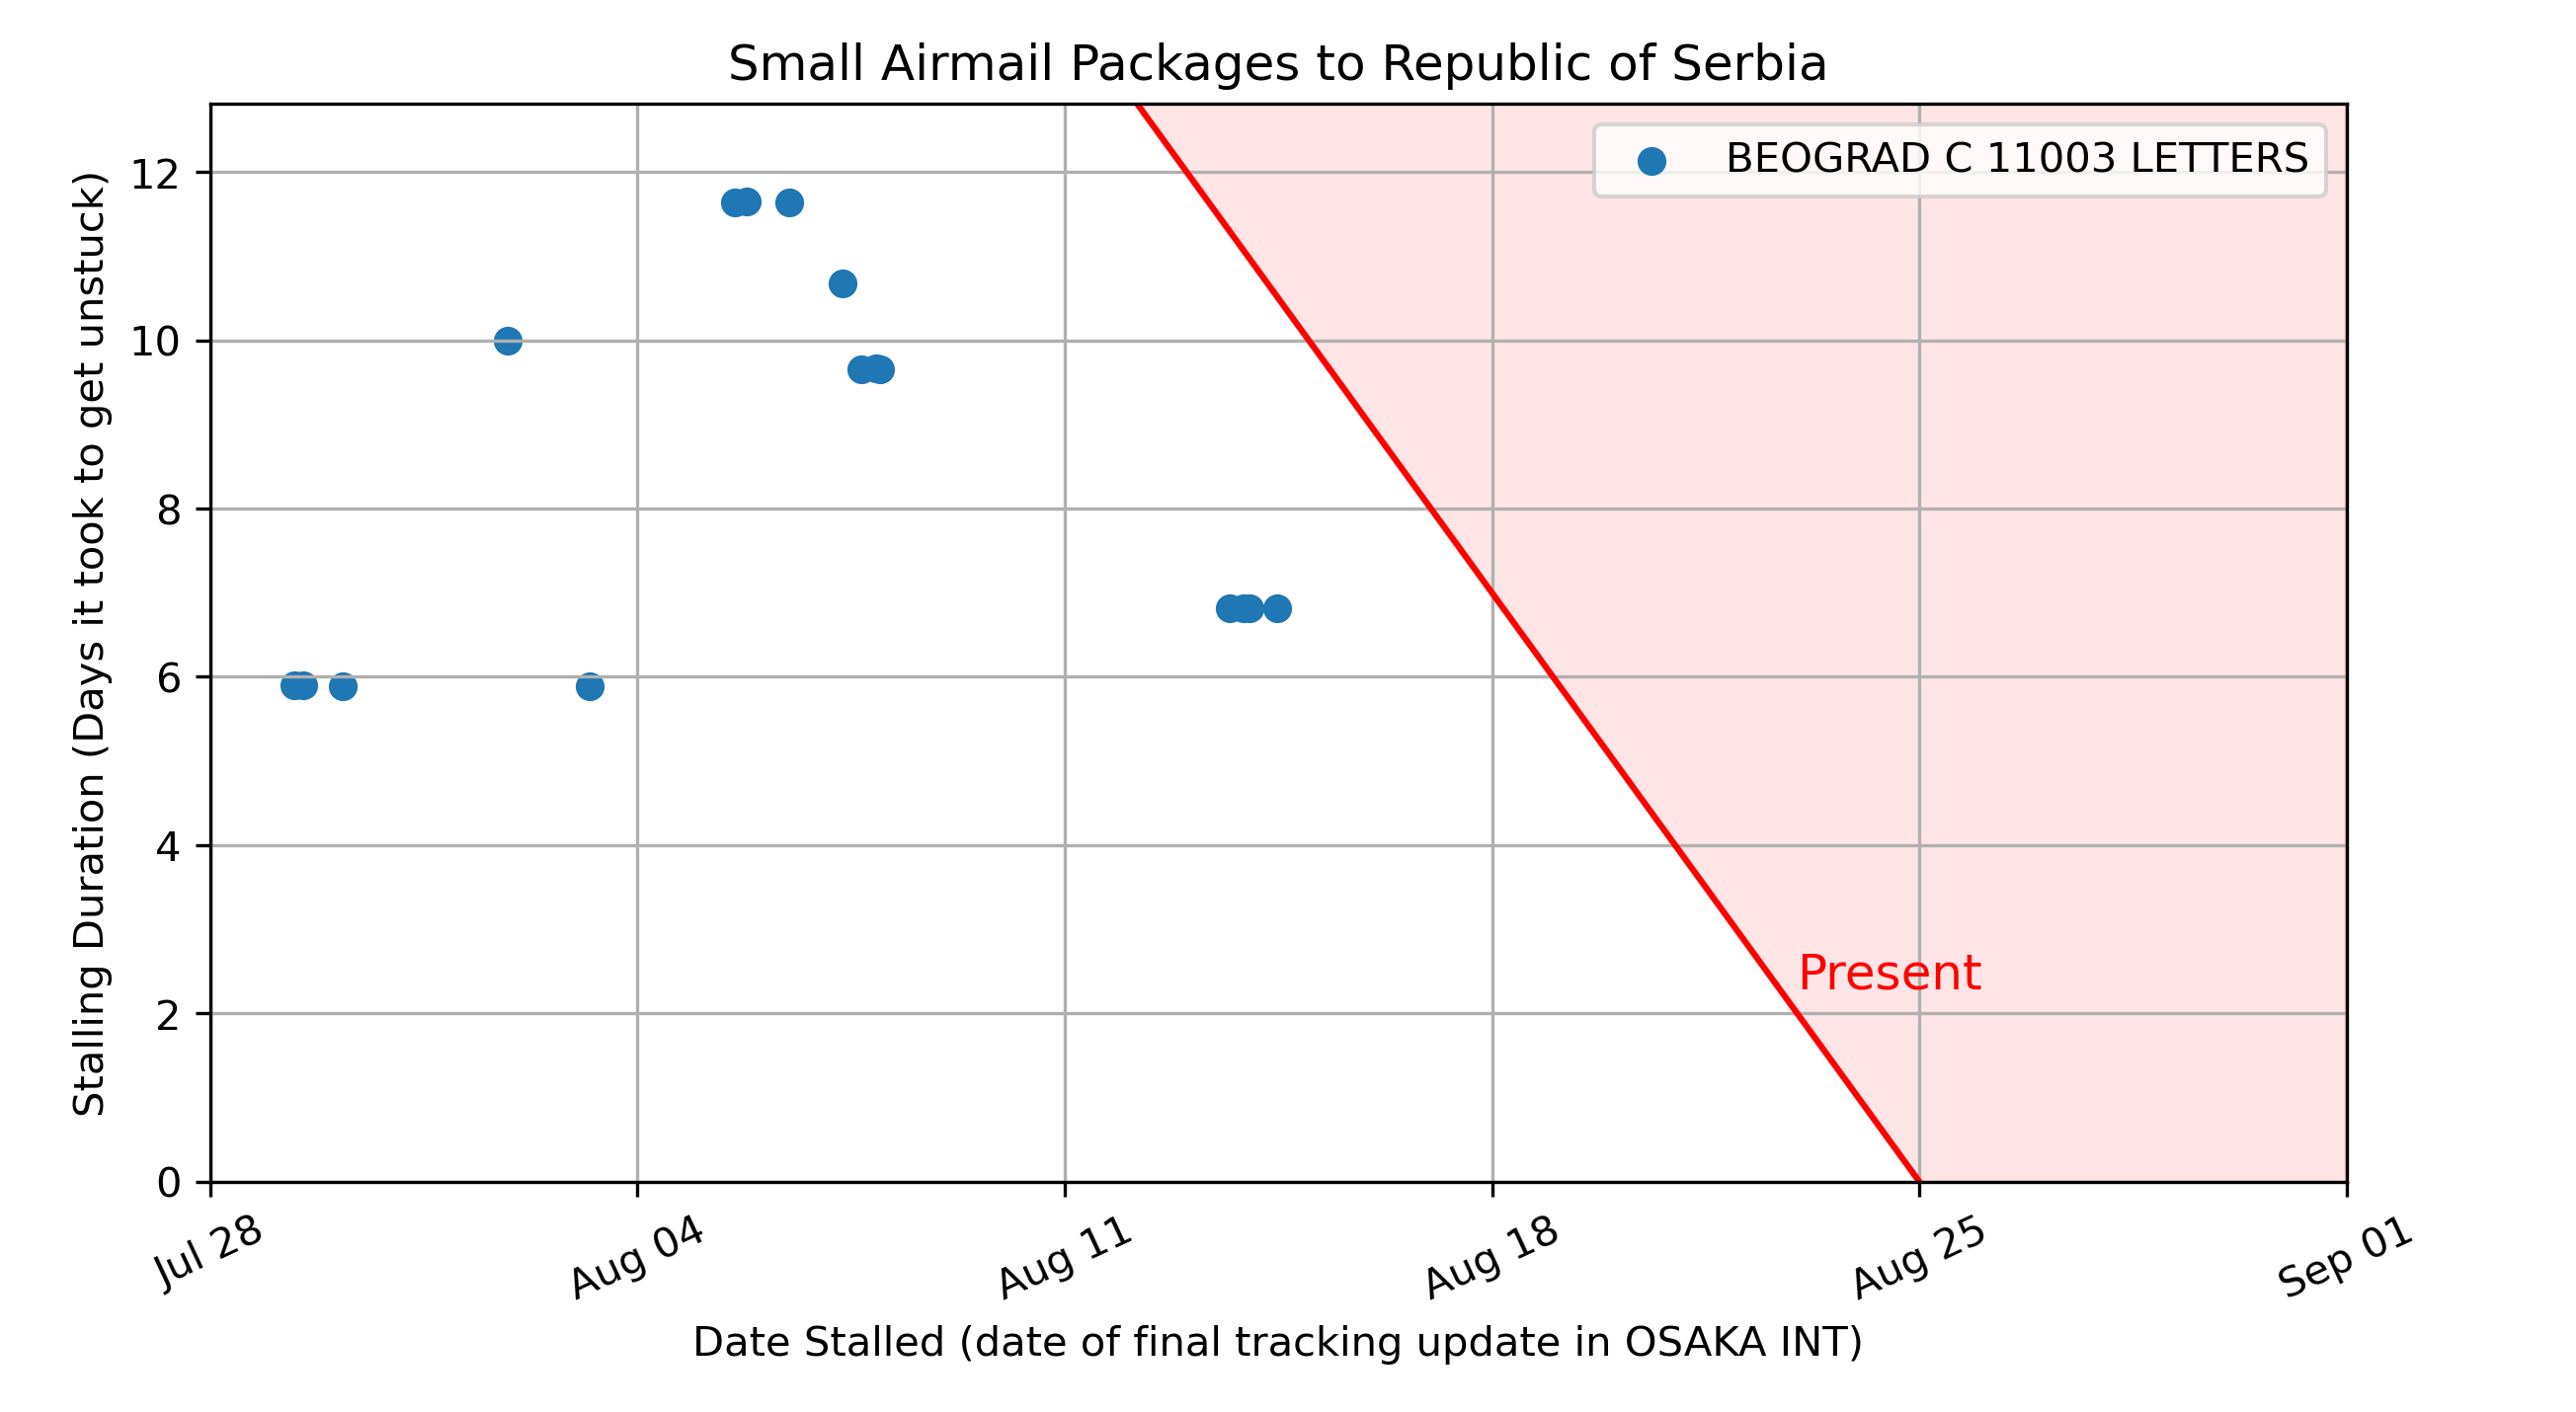 Small Airmail Packages to Republic of Serbia
BEOGRAD C 11003 LETTERS
Stalling Duration (Days it took to get unstuck)
12
10
8
6
4
2
0
Present
Jul 28
Aug 04
Aug 11
Aug 18
Aug 25
Sep 01
Date Stalled (date of final tracking update in OSAKA INT)